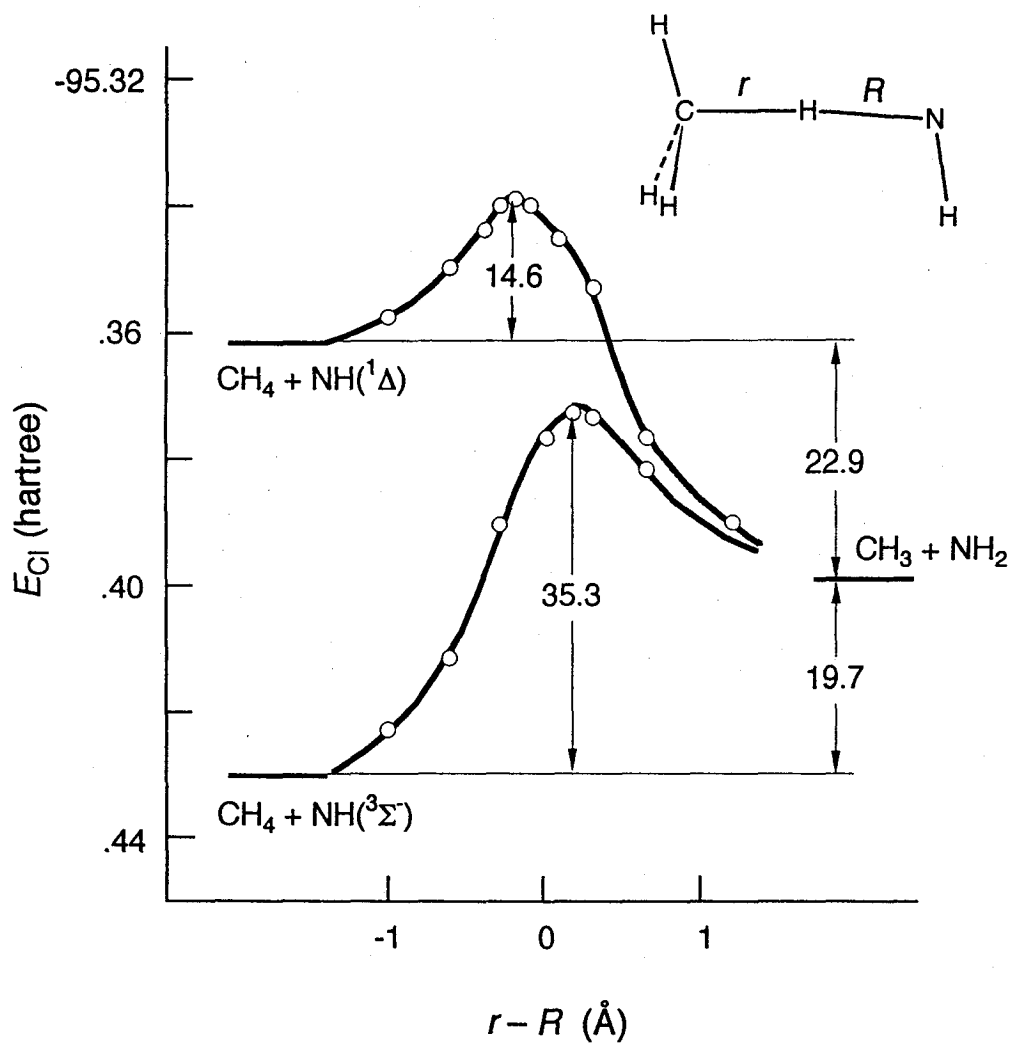 H
-95.32
r
R
C
H
N
H
H
H
14.6
.36
CH₄ + NH(¹Δ)
22.9
E_CI (hartree)
CH₃ + NH₂
.40
35.3
19.7
CH₄ + NH(³Σ⁻)
.44
-1
0
1
r – R (Å)